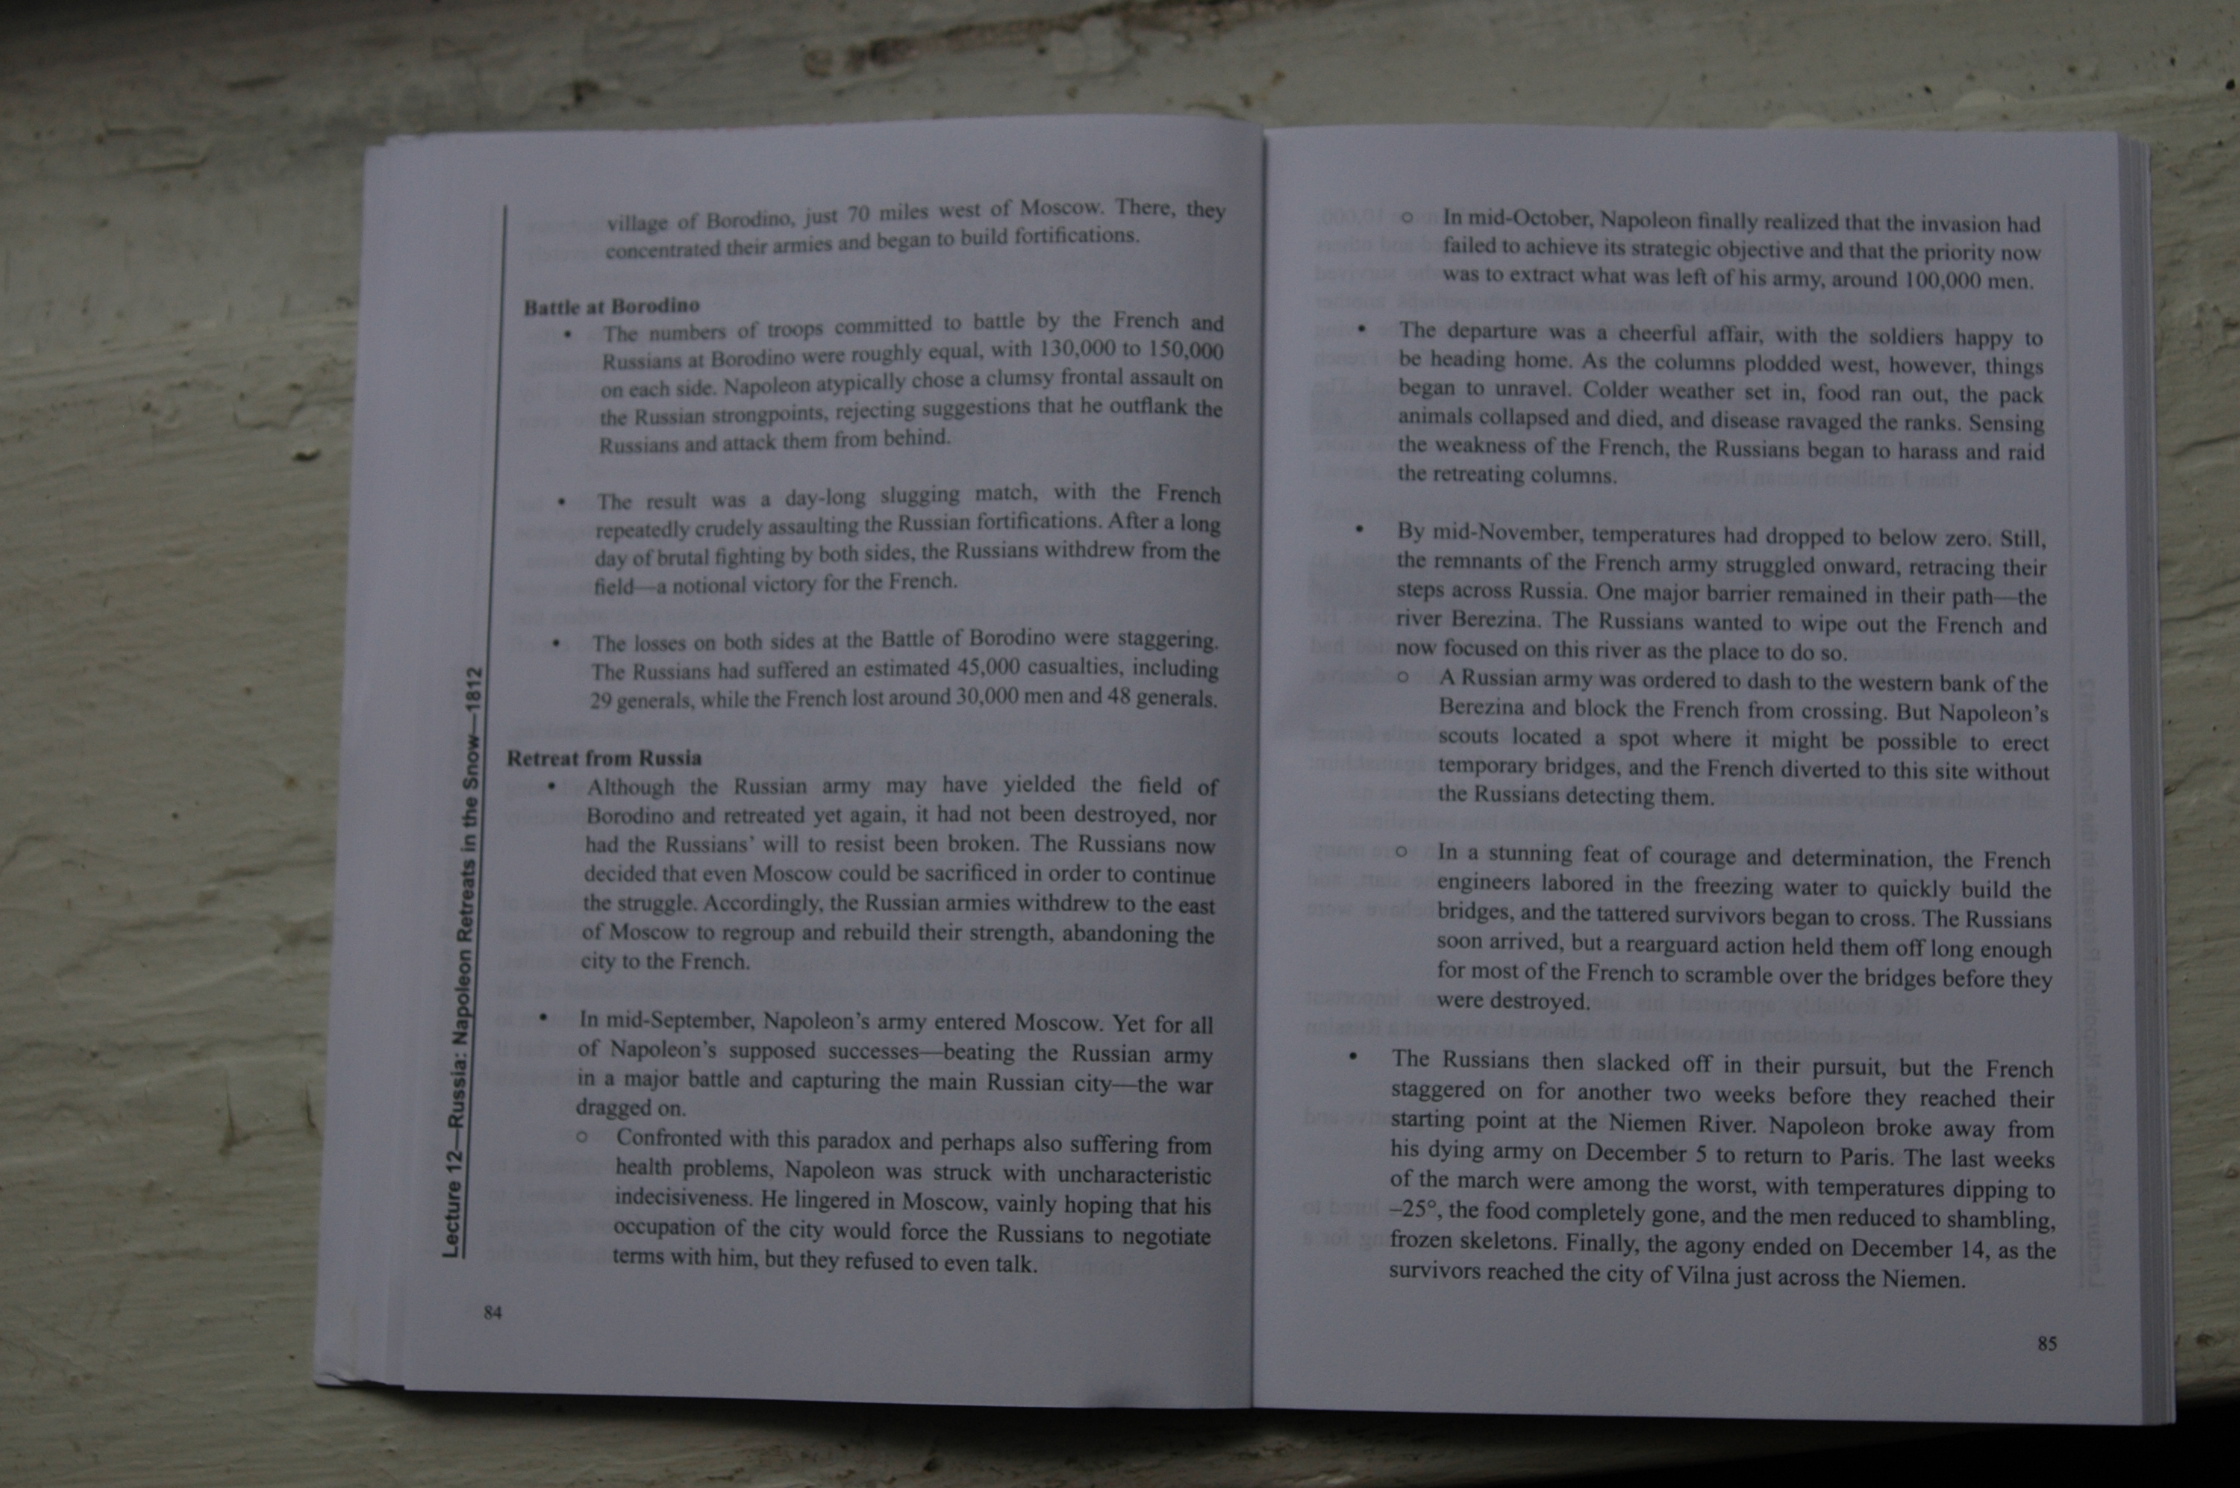 village of Borodino, just 70 miles west of Moscow. There, they
concentrated their armies and began to build fortifications.
Battle at Borodino
• The numbers of troops committed to battle by the French and
Russians at Borodino were roughly equal, with 130,000 to 150,000
on each side. Napoleon atypically chose a clumsy frontal assault on
the Russian strongpoints, rejecting suggestions that he outflank the
Russians and attack them from behind.
• The result was a day-long slugging match, with the French
repeatedly crudely assaulting the Russian fortifications. After a long
day of brutal fighting by both sides, the Russians withdrew from the
field—a notional victory for the French.
• The losses on both sides at the Battle of Borodino were staggering.
The Russians had suffered an estimated 45,000 casualties, including
29 generals, while the French lost around 30,000 men and 48 generals.
Retreat from Russia
• Although the Russian army may have yielded the field of
Borodino and retreated yet again, it had not been destroyed, nor
had the Russians' will to resist been broken. The Russians now
decided that even Moscow could be sacrificed in order to continue
the struggle. Accordingly, the Russian armies withdrew to the east
of Moscow to regroup and rebuild their strength, abandoning the
city to the French.
• In mid-September, Napoleon's army entered Moscow. Yet for all
of Napoleon's supposed successes—beating the Russian army
in a major battle and capturing the main Russian city—the war
dragged on.
○ Confronted with this paradox and perhaps also suffering from
health problems, Napoleon was struck with uncharacteristic
indecisiveness. He lingered in Moscow, vainly hoping that his
occupation of the city would force the Russians to negotiate
terms with him, but they refused to even talk.
Lecture 12—Russia: Napoleon Retreats in the Snow—1812
84
○ In mid-October, Napoleon finally realized that the invasion had
failed to achieve its strategic objective and that the priority now
was to extract what was left of his army, around 100,000 men.
• The departure was a cheerful affair, with the soldiers happy to
be heading home. As the columns plodded west, however, things
began to unravel. Colder weather set in, food ran out, the pack
animals collapsed and died, and disease ravaged the ranks. Sensing
the weakness of the French, the Russians began to harass and raid
the retreating columns.
• By mid-November, temperatures had dropped to below zero. Still,
the remnants of the French army struggled onward, retracing their
steps across Russia. One major barrier remained in their path—the
river Berezina. The Russians wanted to wipe out the French and
now focused on this river as the place to do so.
○ A Russian army was ordered to dash to the western bank of the
Berezina and block the French from crossing. But Napoleon's
scouts located a spot where it might be possible to erect
temporary bridges, and the French diverted to this site without
the Russians detecting them.
○ In a stunning feat of courage and determination, the French
engineers labored in the freezing water to quickly build the
bridges, and the tattered survivors began to cross. The Russians
soon arrived, but a rearguard action held them off long enough
for most of the French to scramble over the bridges before they
were destroyed.
• The Russians then slacked off in their pursuit, but the French
staggered on for another two weeks before they reached their
starting point at the Niemen River. Napoleon broke away from
his dying army on December 5 to return to Paris. The last weeks
of the march were among the worst, with temperatures dipping to
–25°, the food completely gone, and the men reduced to shambling,
frozen skeletons. Finally, the agony ended on December 14, as the
survivors reached the city of Vilna just across the Niemen.
85